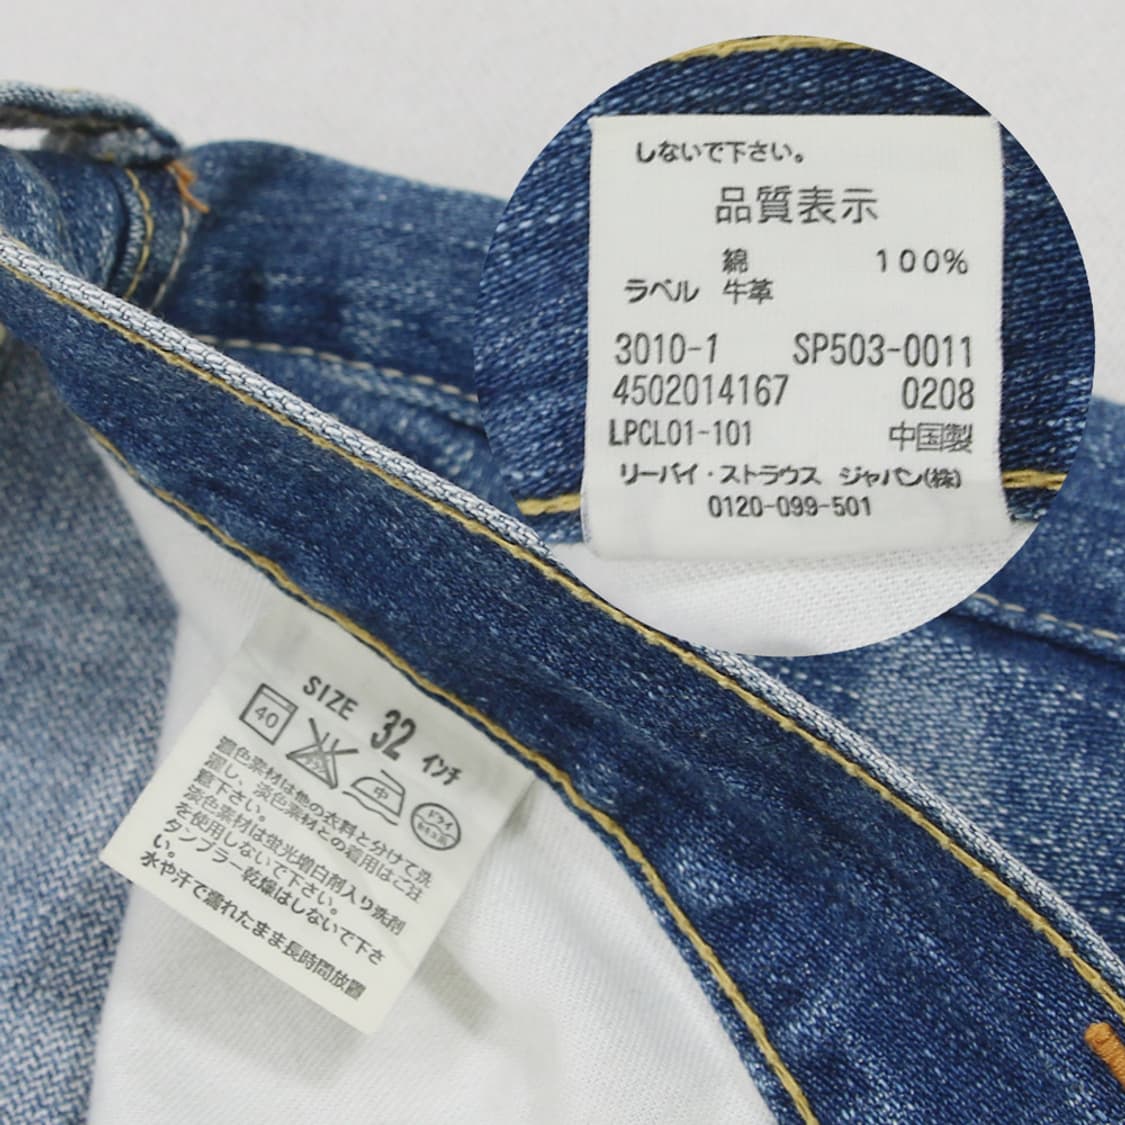 しないで下さい。
品質表示
綿 100%
ラベル 牛革
3010-1 SP503-0011
4502014167 0208
LPCL01-101 中国製
リーバイ・ストラウス ジャパン(株)
0120-099-501
SIZE 32 インチ
40
中
ドライ
着色素材は他の衣料と分けて洗
濯し、淡色素材との着用はご注
意下さい。
淡色素材は蛍光増白剤入り洗剤
を使用しないで下さい。
タンブラー乾燥はしないで下さ
い。
水や汗で濡れたまま長時間放置